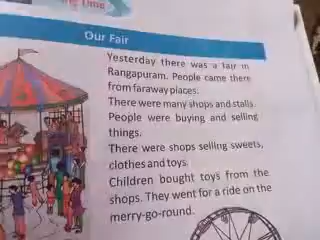 Time
Our Fair
Yesterday there was a fair in
Rangapuram. People came there
from faraway places.
There were many shops and stalls.
People were buying and selling
things.
There were shops selling sweets,
clothes and toys.
Children bought toys from the
shops. They went for a ride on the
merry-go-round.